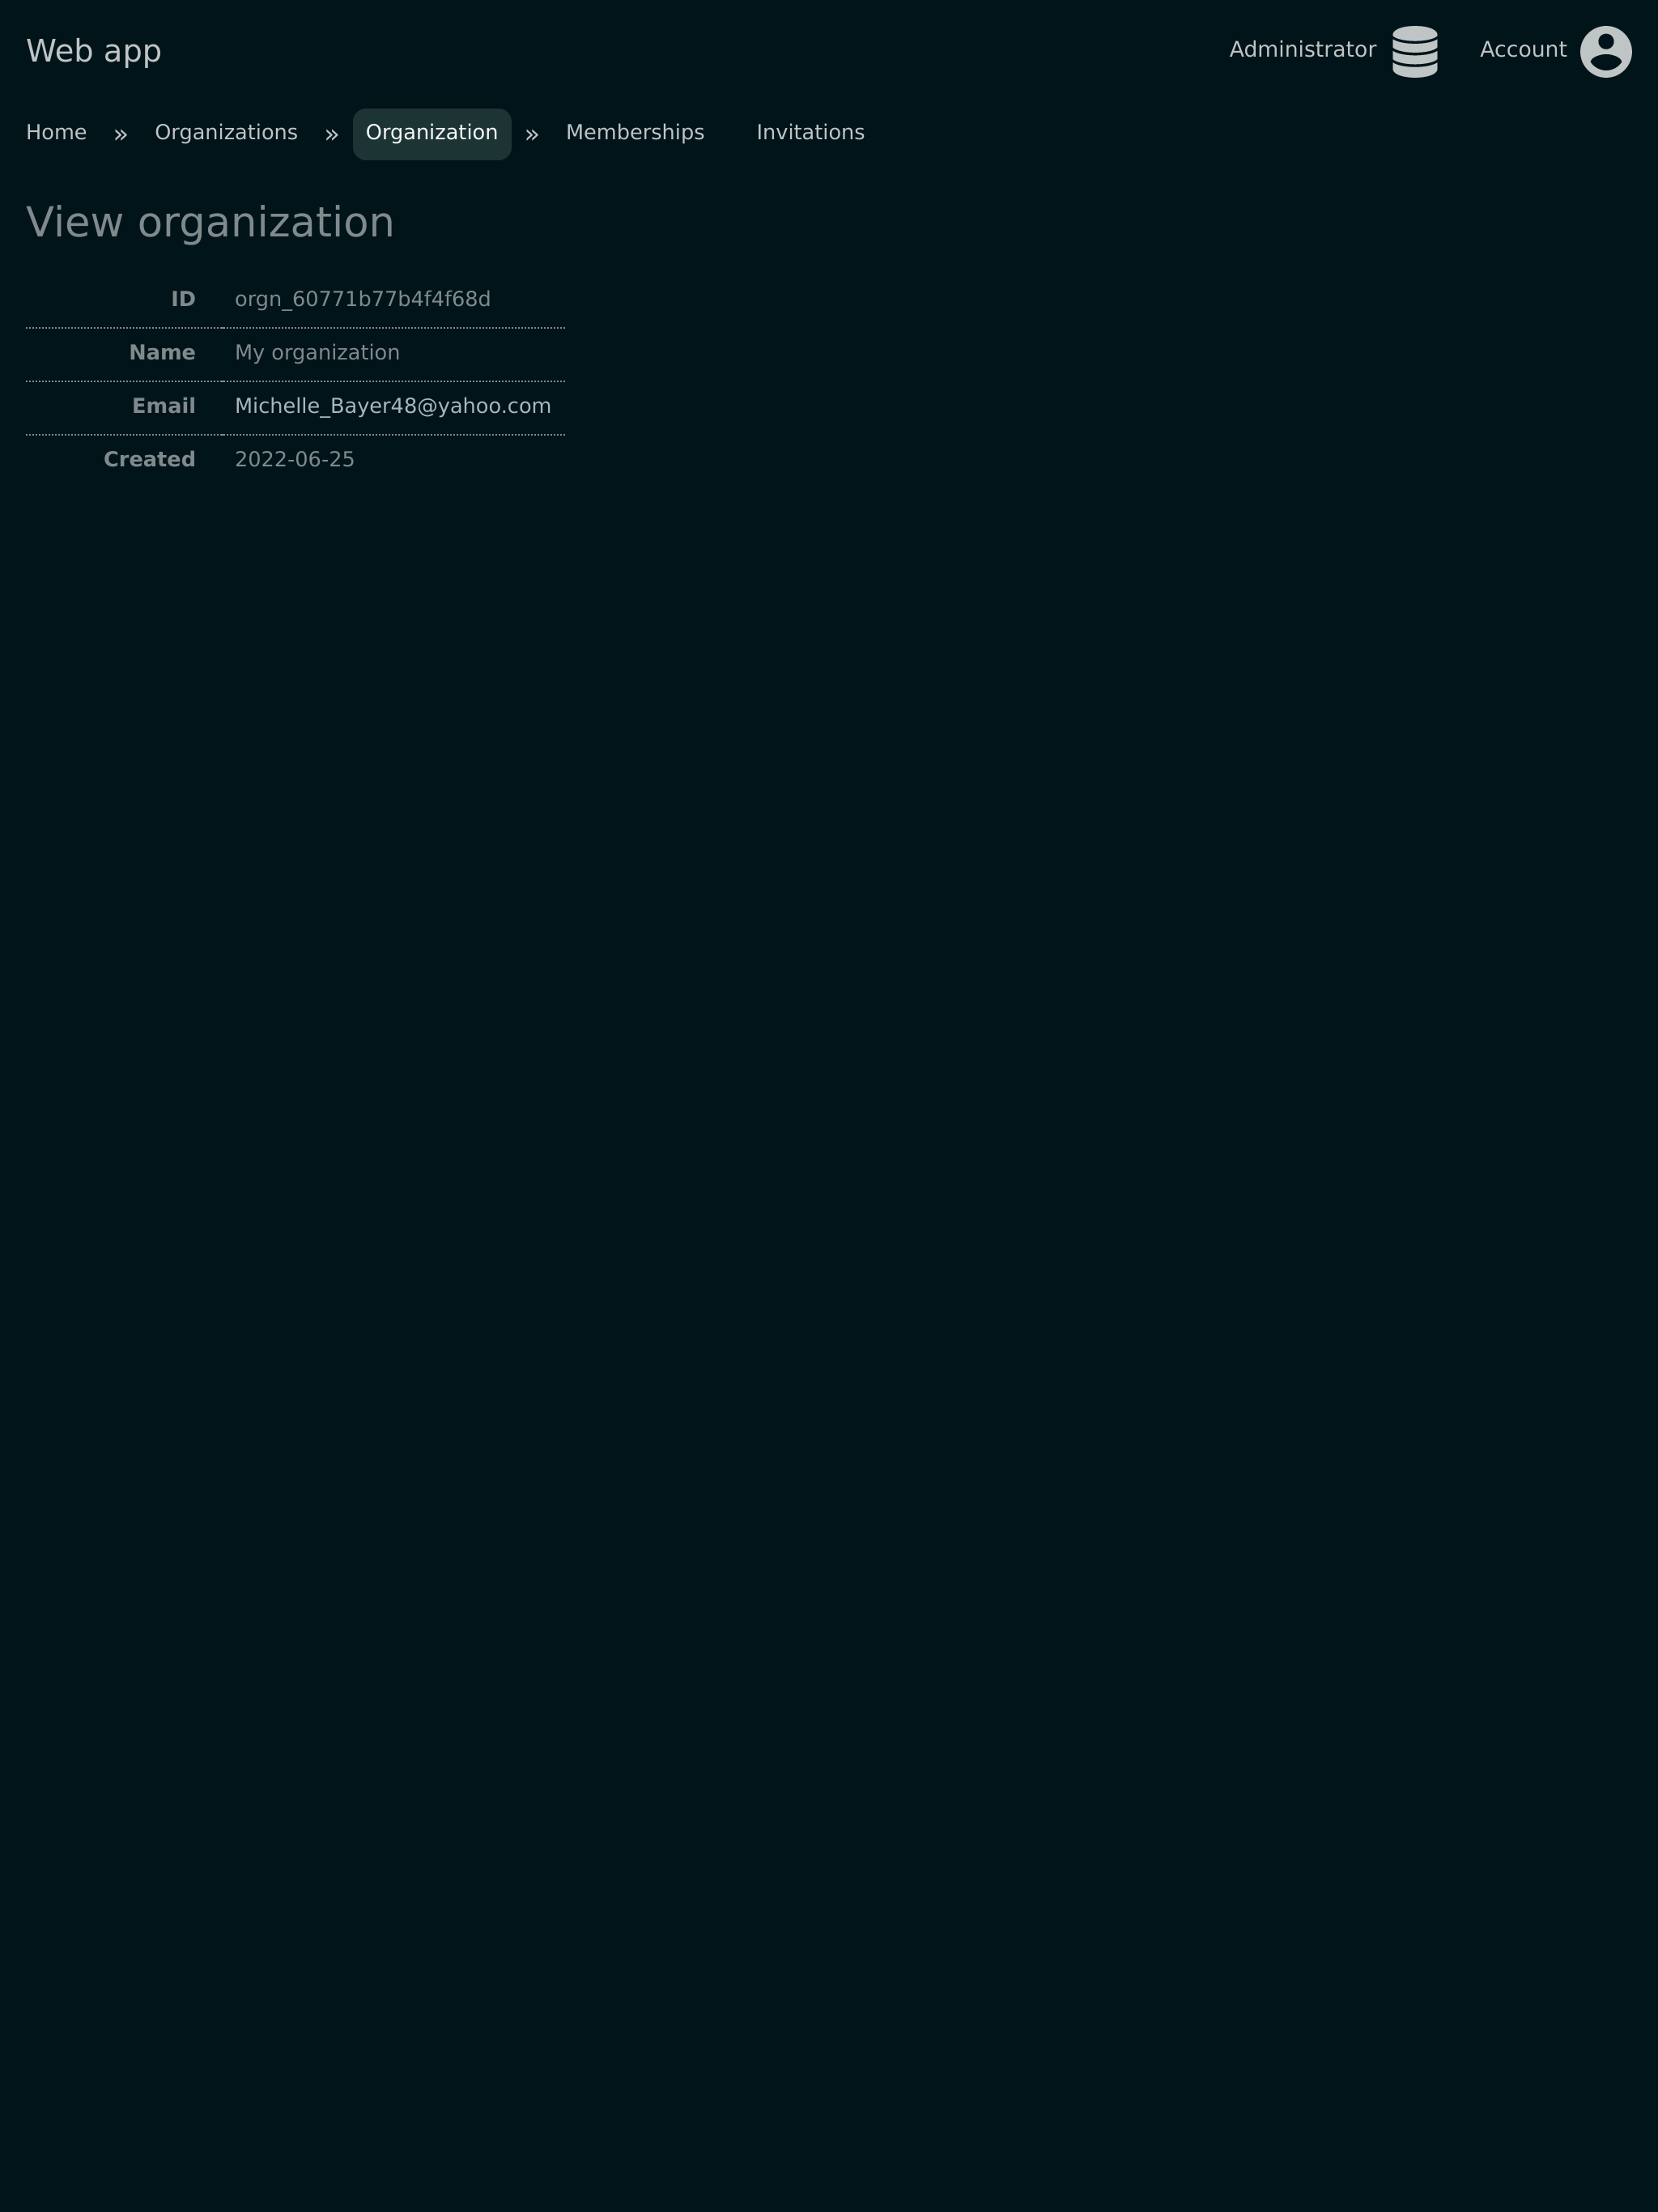 Web app
Administrator
Account
Home » Organizations » Organization » Memberships Invitations
View organization
ID orgn_60771b77b4f4f68d
Name My organization
Email Michelle_Bayer48@yahoo.com
Created 2022-06-25